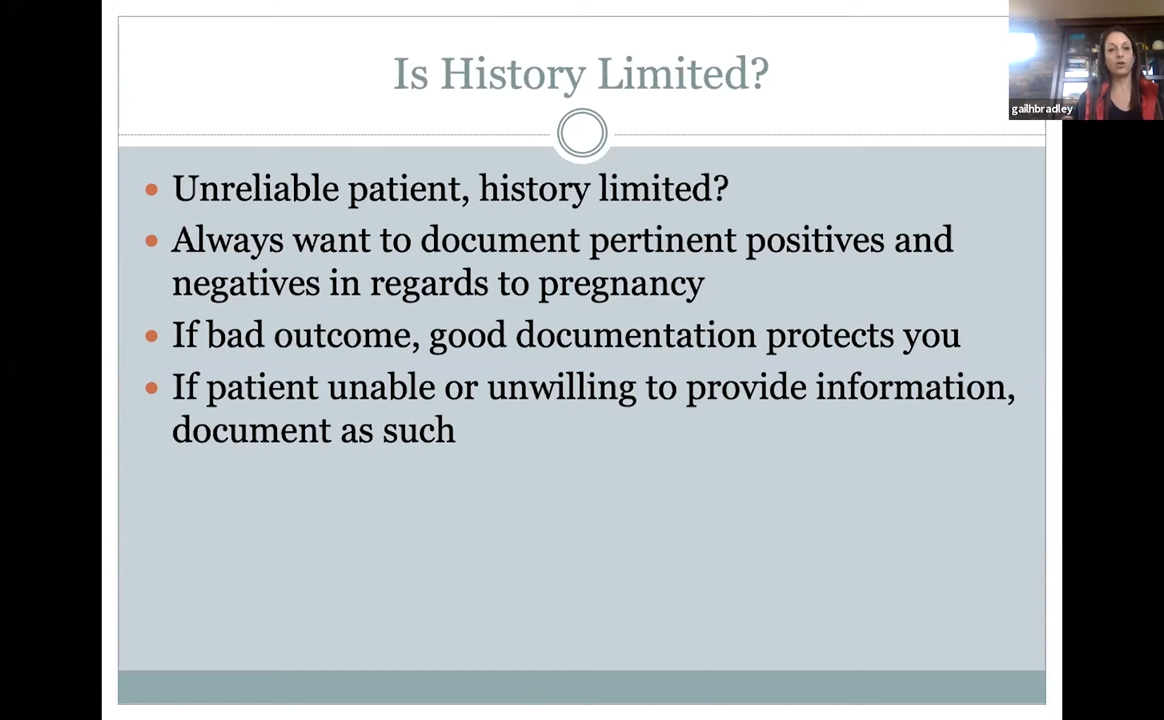 Is History Limited?
gailhbradley
• Unreliable patient, history limited?
• Always want to document pertinent positives and
negatives in regards to pregnancy
• If bad outcome, good documentation protects you
• If patient unable or unwilling to provide information,
document as such